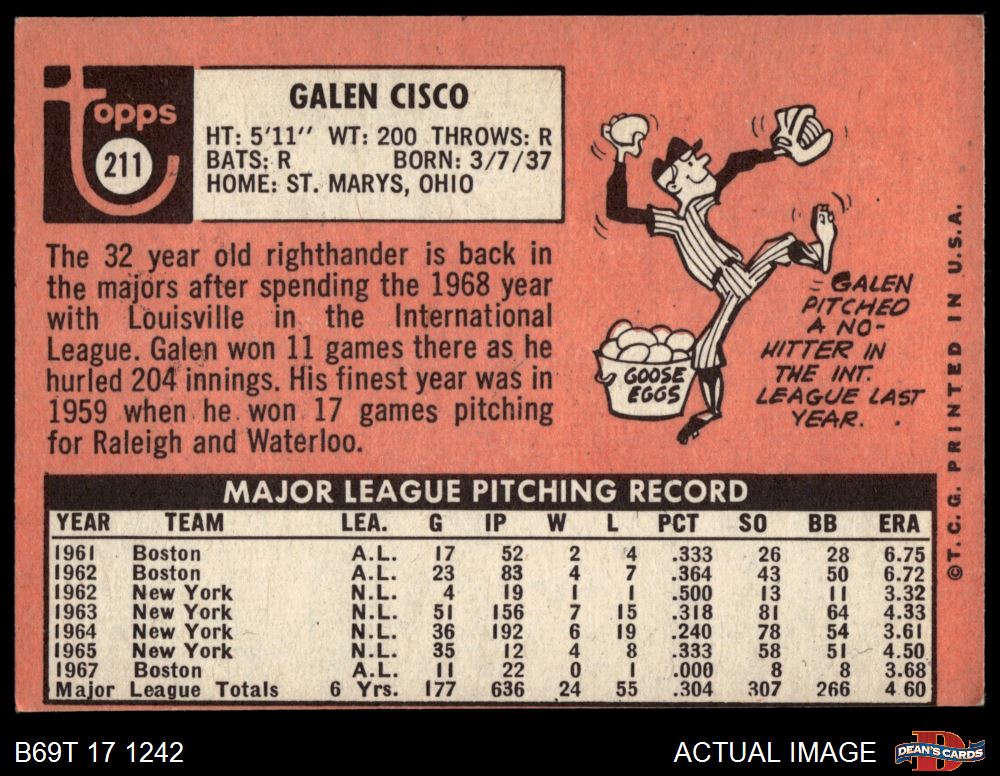 topps
211
GALEN CISCO
HT: 5'11'' WT: 200 THROWS: R
BATS: R BORN: 3/7/37
HOME: ST. MARYS, OHIO
The 32 year old righthander is back in
the majors after spending the 1968 year
with Louisville in the International
League. Galen won 11 games there as he
hurled 204 innings. His finest year was in
1959 when he won 17 games pitching
for Raleigh and Waterloo.
GOOSE
EGGS
GALEN
PITCHED
A NO-
HITTER IN
THE INT.
LEAGUE LAST
YEAR.
MAJOR LEAGUE PITCHING RECORD
YEAR TEAM LEA. G IP W L PCT SO BB ERA
1961 Boston A.L. 17 52 2 4 .333 26 28 6.75
1962 Boston A.L. 23 83 4 7 .364 43 50 6.72
1962 New York N.L. 4 19 1 1 .500 13 11 3.32
1963 New York N.L. 51 156 7 15 .318 81 64 4.33
1964 New York N.L. 36 192 6 19 .240 78 54 3.61
1965 New York N.L. 35 12 4 8 .333 58 51 4.50
1967 Boston A.L. 11 22 0 1 .000 8 8 3.68
Major League Totals 6 Yrs. 177 636 24 55 .304 307 266 4 60
© T. C. G. PRINTED IN U.S.A.
B69T 17 1242
ACTUAL IMAGE
DEAN'S CARDS